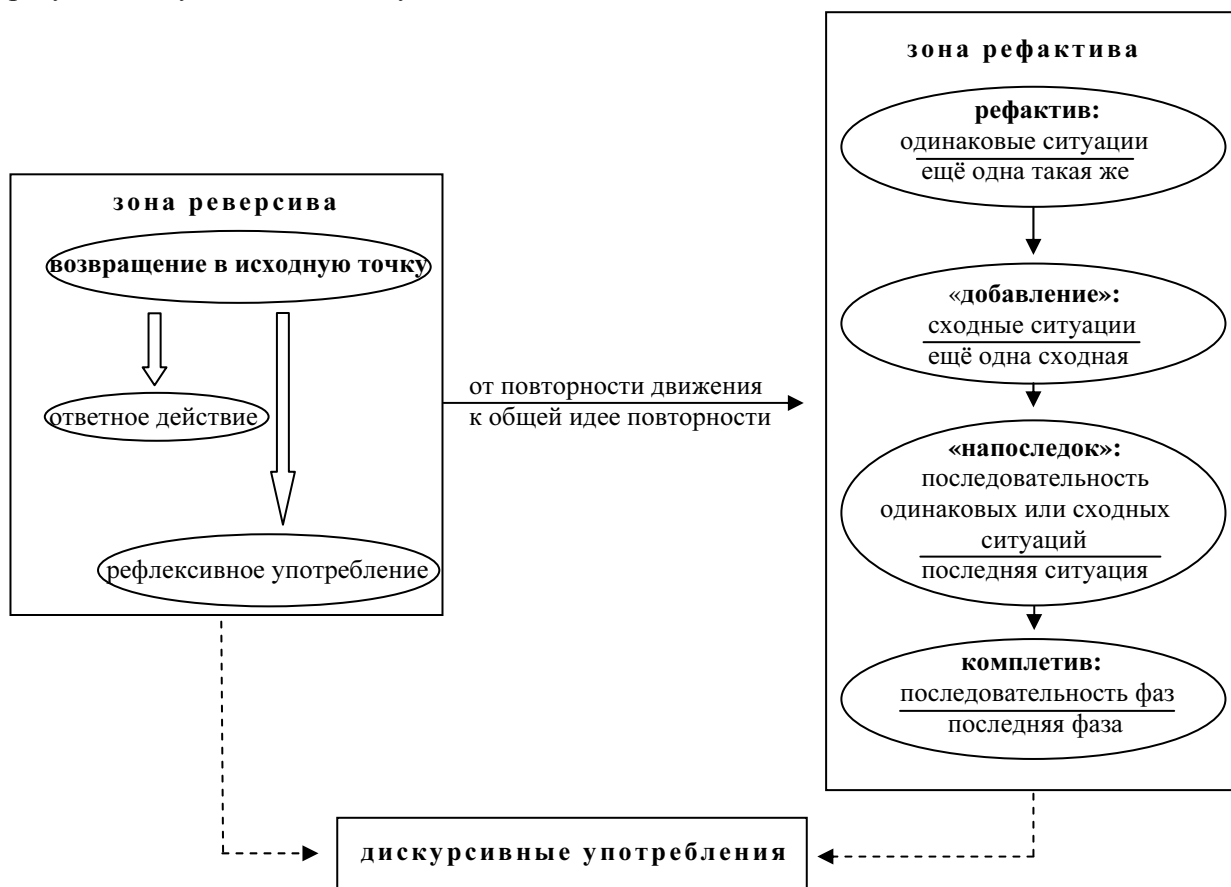 зона реверсива
возвращение в исходную точку
ответное действие
рефлексивное употребление
от повторности движения
к общей идее повторности
зона рефактива
рефактив:
одинаковые ситуации
ещё одна такая же
«добавление»:
сходные ситуации
ещё одна сходная
«напоследок»:
последовательность
одинаковых или сходных
ситуаций
последняя ситуация
комплетив:
последовательность фаз
последняя фаза
дискурсивные употребления